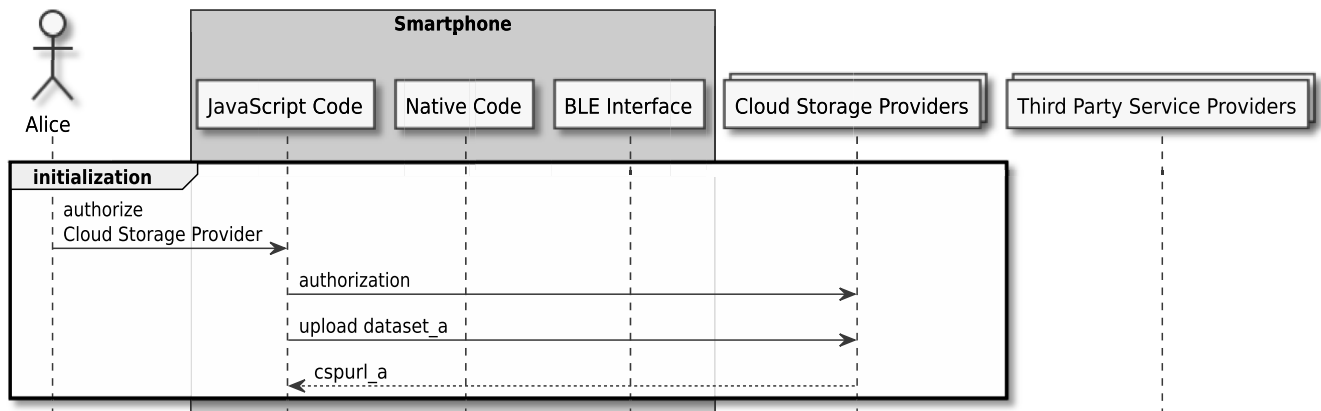 Smartphone
Alice
JavaScript Code
Native Code
BLE Interface
Cloud Storage Providers
Third Party Service Providers
initialization
authorize
Cloud Storage Provider
authorization
upload dataset_a
cspurl_a